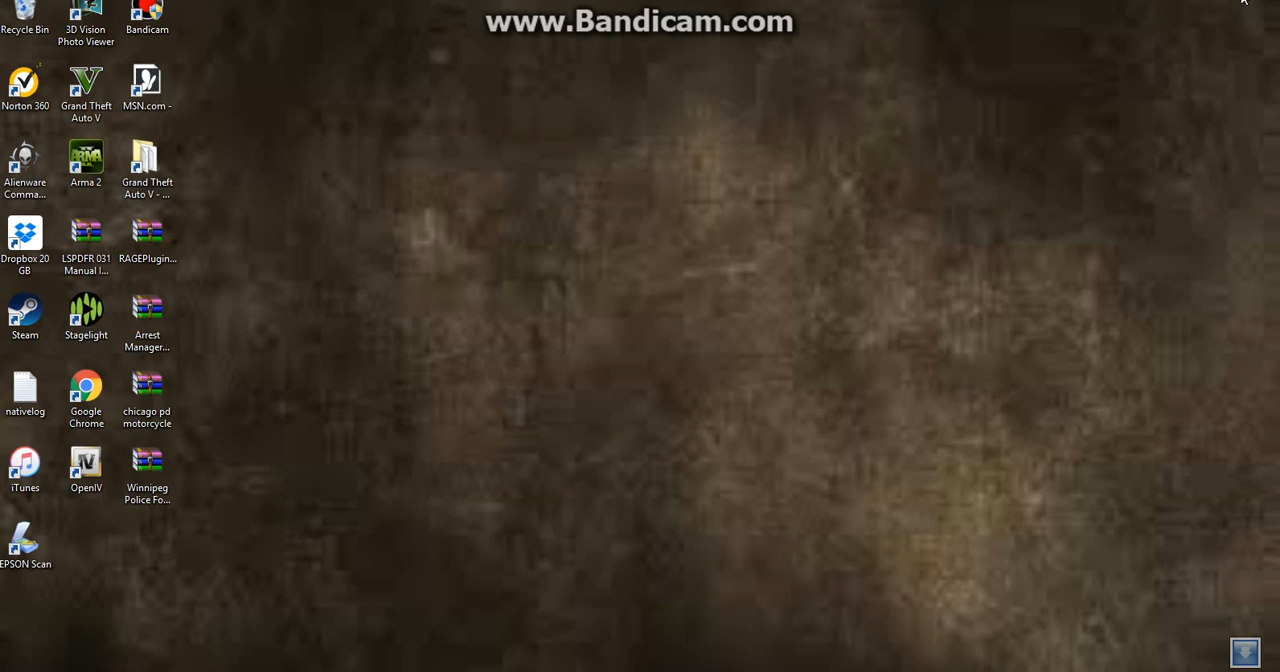 www.Bandicam.com
Recycle Bin
3D Vision
Photo Viewer
Bandicam
Norton 360
Grand Theft
Auto V
MSN.com -
Alienware
Comma...
Arma 2
Grand Theft
Auto V - ...
Dropbox 20
GB
LSPDFR 031
Manual I...
RAGEPlugin...
Steam
Stagelight
Arrest
Manager...
nativelog
Google
Chrome
chicago pd
motorcycle
iTunes
OpenIV
Winnipeg
Police Fo...
EPSON Scan